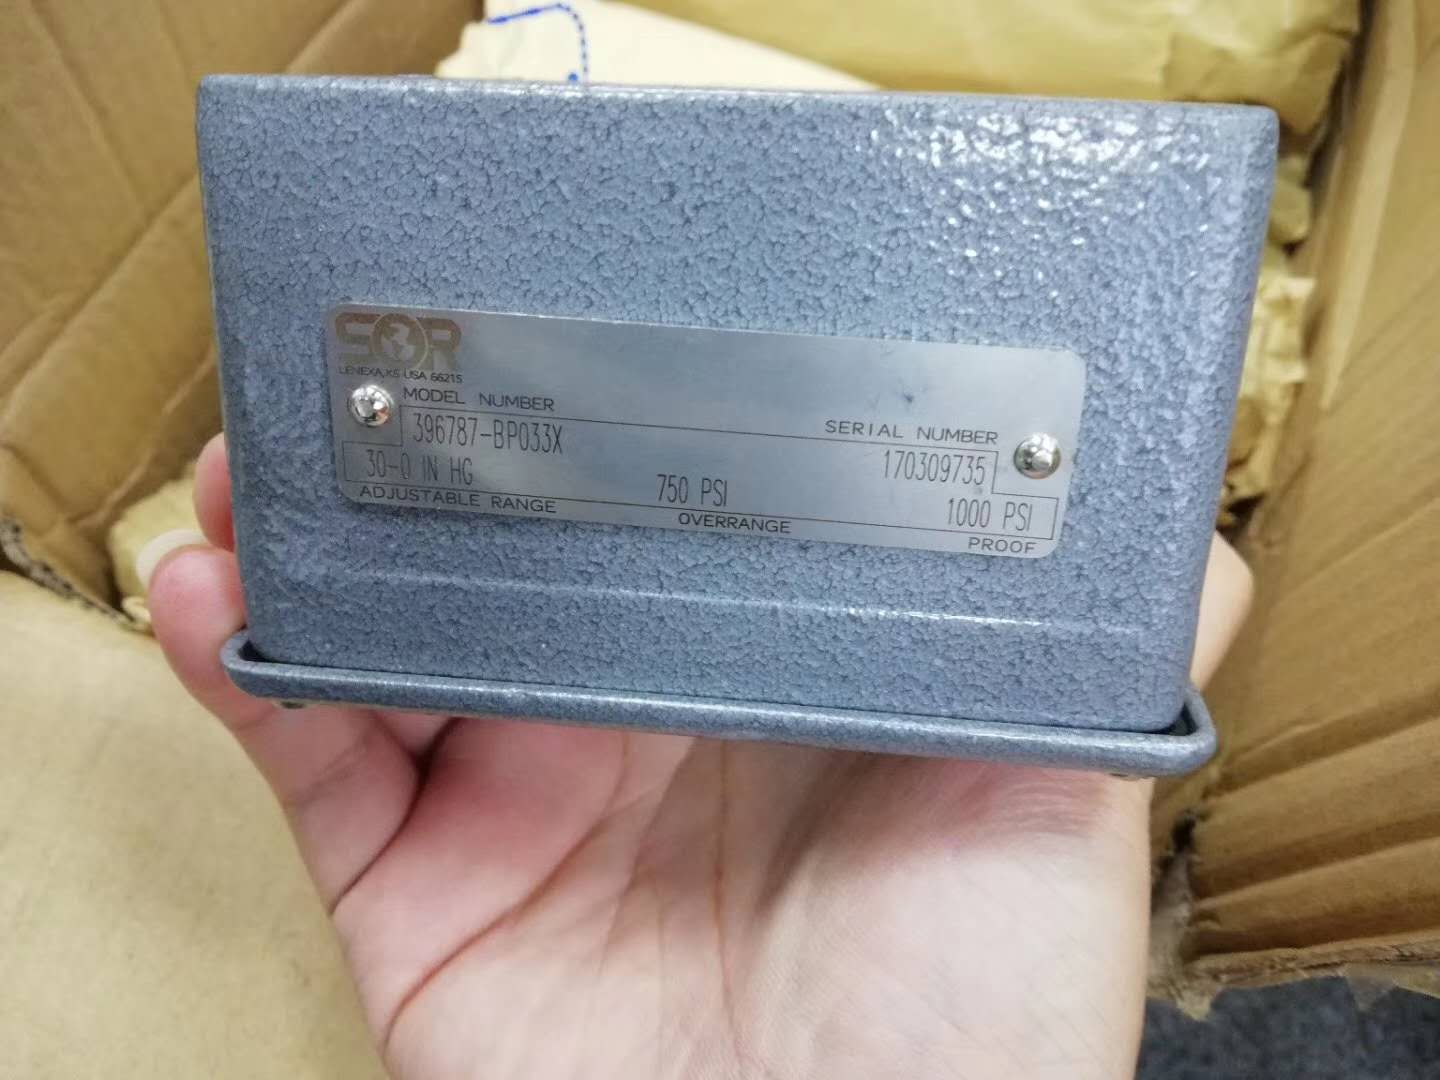 SOR
LENEXA, KS USA 66215
MODEL NUMBER
396787-BP033X
SERIAL NUMBER
170309735
30-0 IN HG
ADJUSTABLE RANGE
750 PSI
OVERRANGE
1000 PSI
PROOF